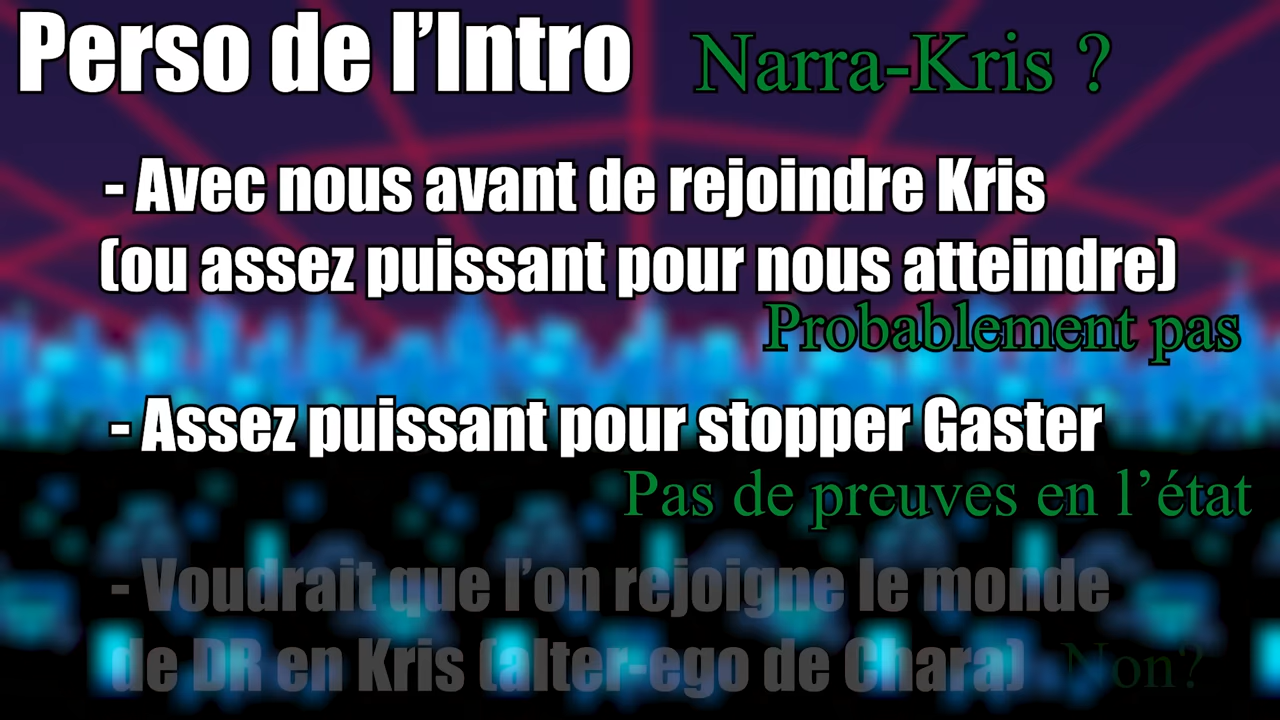 Perso de l’Intro Narra-Kris ?
- Avec nous avant de rejoindre Kris
(ou assez puissant pour nous atteindre)
Probablement pas
- Assez puissant pour stopper Gaster
Pas de preuves en l’état
- Voudrait que l’on rejoigne le monde
de DR en Kris (alter-ego de Chara) Non?